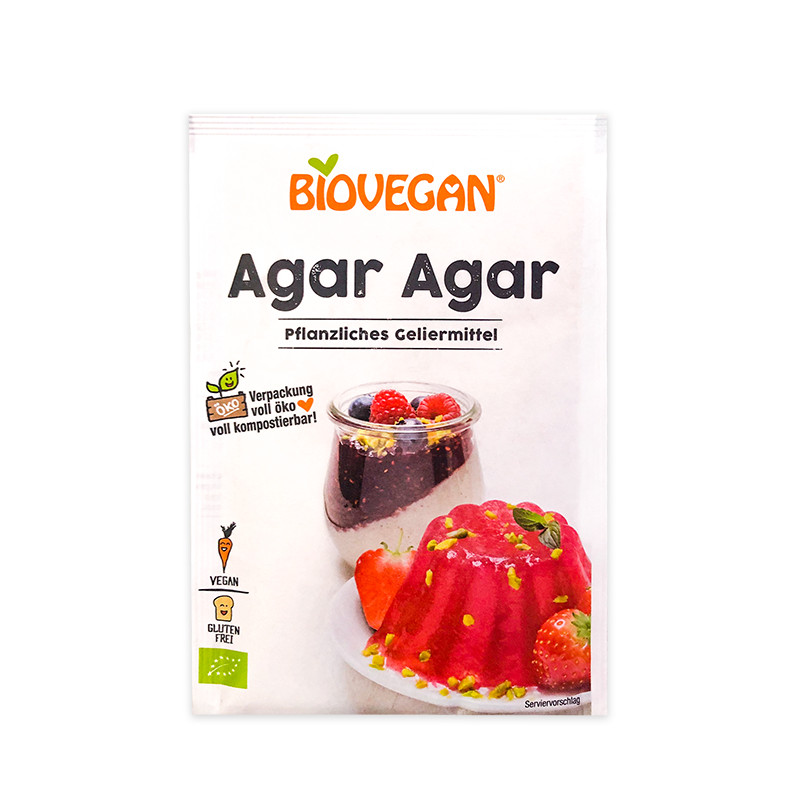 BIOVEGAN®
Agar Agar
Pflanzliches Geliermittel
ÖKO
Verpackung
voll öko
voll kompostierbar!
VEGAN
GLUTEN
FREI
Serviervorschlag